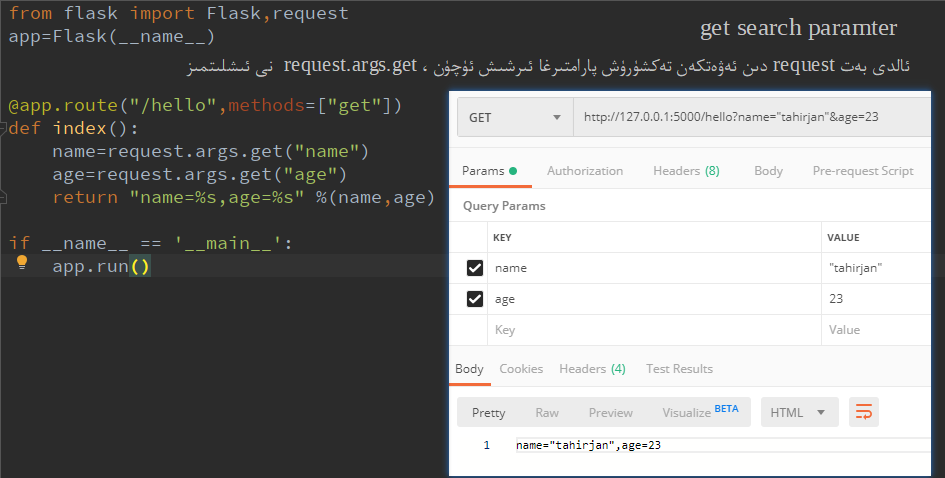 from flask import Flask,request
app=Flask(__name__)
get search paramter
ئالدى بەت request دىن ئەۋەتكەن تەكشۈرۈش پارامتىرغا ئىرىشىش ئۈچۈن ، request.args.get نى ئىشلىتىمىز
@app.route("/hello",methods=["get"])
def index():
name=request.args.get("name")
age=request.args.get("age")
return "name=%s,age=%s" %(name,age)
if __name__ == '__main__':
app.run()
GET http://127.0.0.1:5000/hello?name="tahirjan"&age=23
Params Authorization Headers (8) Body Pre-request Script
Query Params
KEY VALUE
name "tahirjan"
age 23
Key Value
Body Cookies Headers (4) Test Results
Pretty Raw Preview Visualize BETA HTML
1 name="tahirjan",age=23